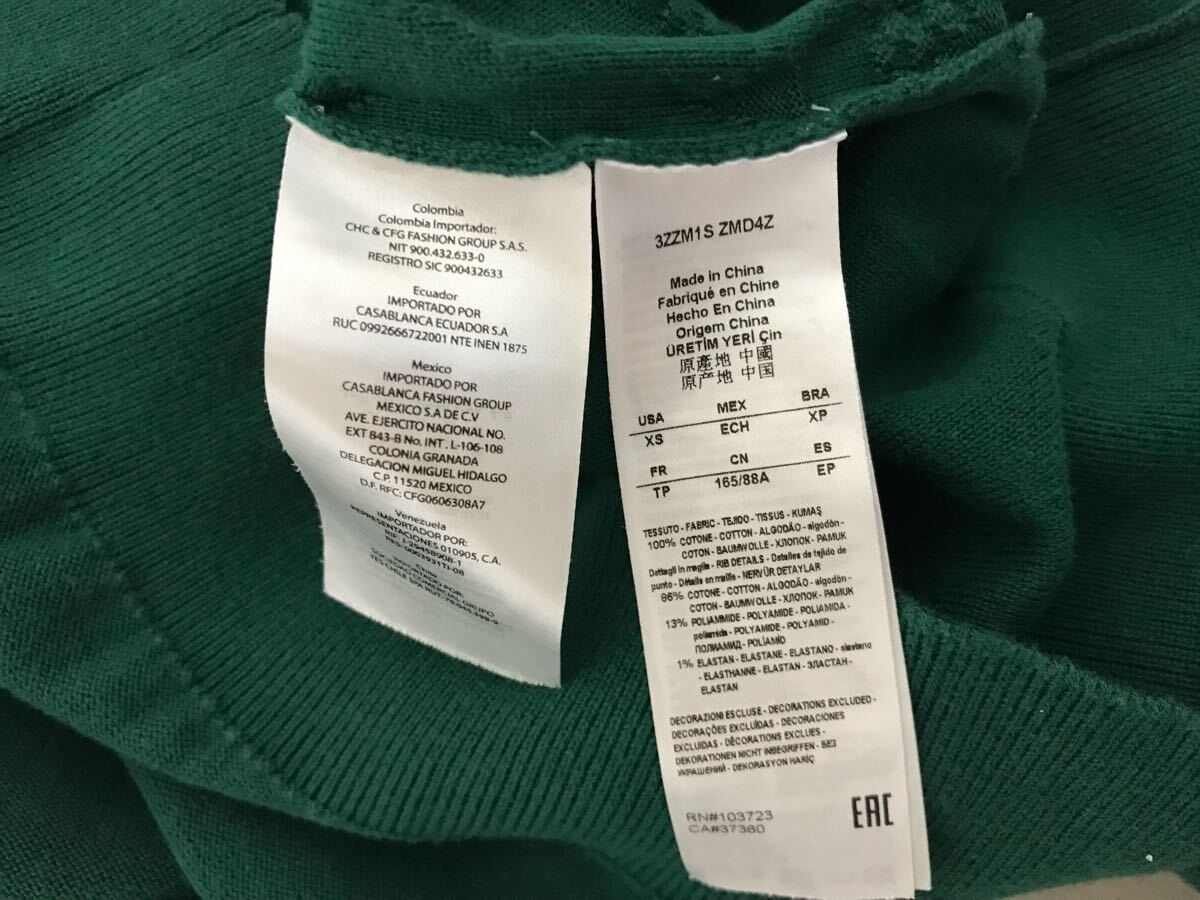 Colombia
Colombia Importador:
CHC & CFG FASHION GROUP S.A.S.
NIT 900.432.633-0
REGISTRO SIC 900432633
Ecuador
IMPORTADO POR
CASABLANCA ECUADOR S.A
RUC 0992666722001 NTE INEN 1875
Mexico
IMPORTADO POR
CASABLANCA FASHION GROUP
MEXICO S.A DE C.V
AVE. EJERCITO NACIONAL NO.
EXT 843-B No. INT. L-106-108
COLONIA GRANADA
DELEGACION MIGUEL HIDALGO
C.P. 11520 MEXICO
D.F. RFC: CFG0606308A7
Venezuela
IMPORTADOR POR:
REPRESENTACIONES 010905, C.A.
RIF: J-29458908-1
Chile
IMPORTADO POR:
3ZZM1S ZMD4Z
Made in China
Fabriqué en Chine
Hecho En China
Origem China
ÜRETİM YERİ Çin
原產地 中國
原产地 中国
USA MEX BRA
XS ECH XP
FR CN ES
TP 165/88A EP
TESSUTO - FABRIC - TEJIDO - TISSUS - KUMAŞ
100% COTONE - COTTON - ALGODÃO - algodón -
COTON - BAUMWOLLE - ХЛОПОК - PAMUK
Dettagli in maglia - RIB DETAILS - Detalles de tejido de
punto - Détails en maille - NERVÜR DETAYLAR
86% COTONE - COTTON - ALGODÃO - algodón -
COTON - BAUMWOLLE - ХЛОПОК - PAMUK
13% POLIAMMIDE - POLYAMIDE - POLIAMIDA -
poliamida - POLYAMIDE - POLYAMID -
ПОЛИАМИД - POLİAMİD
1% ELASTAN - ELASTANE - ELASTANO - elastano
- ELASTHANNE - ELASTAN - ЭЛАСТАН -
ELASTAN
DECORAZIONI ESCLUSE - DECORATIONS EXCLUDED -
DECORAÇÕES EXCLUÍDAS - DECORACIONES
EXCLUIDAS - DÉCORATIONS EXCLUES -
DEKORATIONEN NICHT INBEGRIFFEN - БЕЗ
УКРАШЕНИЙ - DEKORASYON HARİÇ
RN#103723
CA#37360
EAC